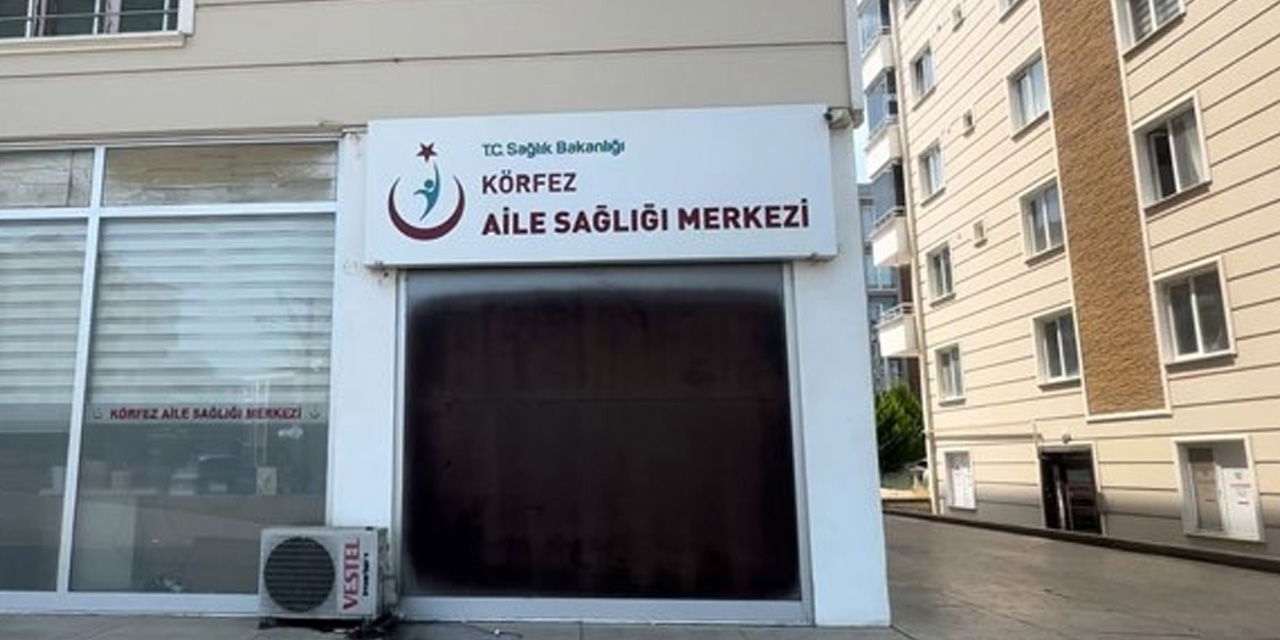 T.C. Sağlık Bakanlığı
KÖRFEZ
AİLE SAĞLIĞI MERKEZİ
KÖRFEZ AİLE SAĞLIĞI MERKEZİ
VESTEL